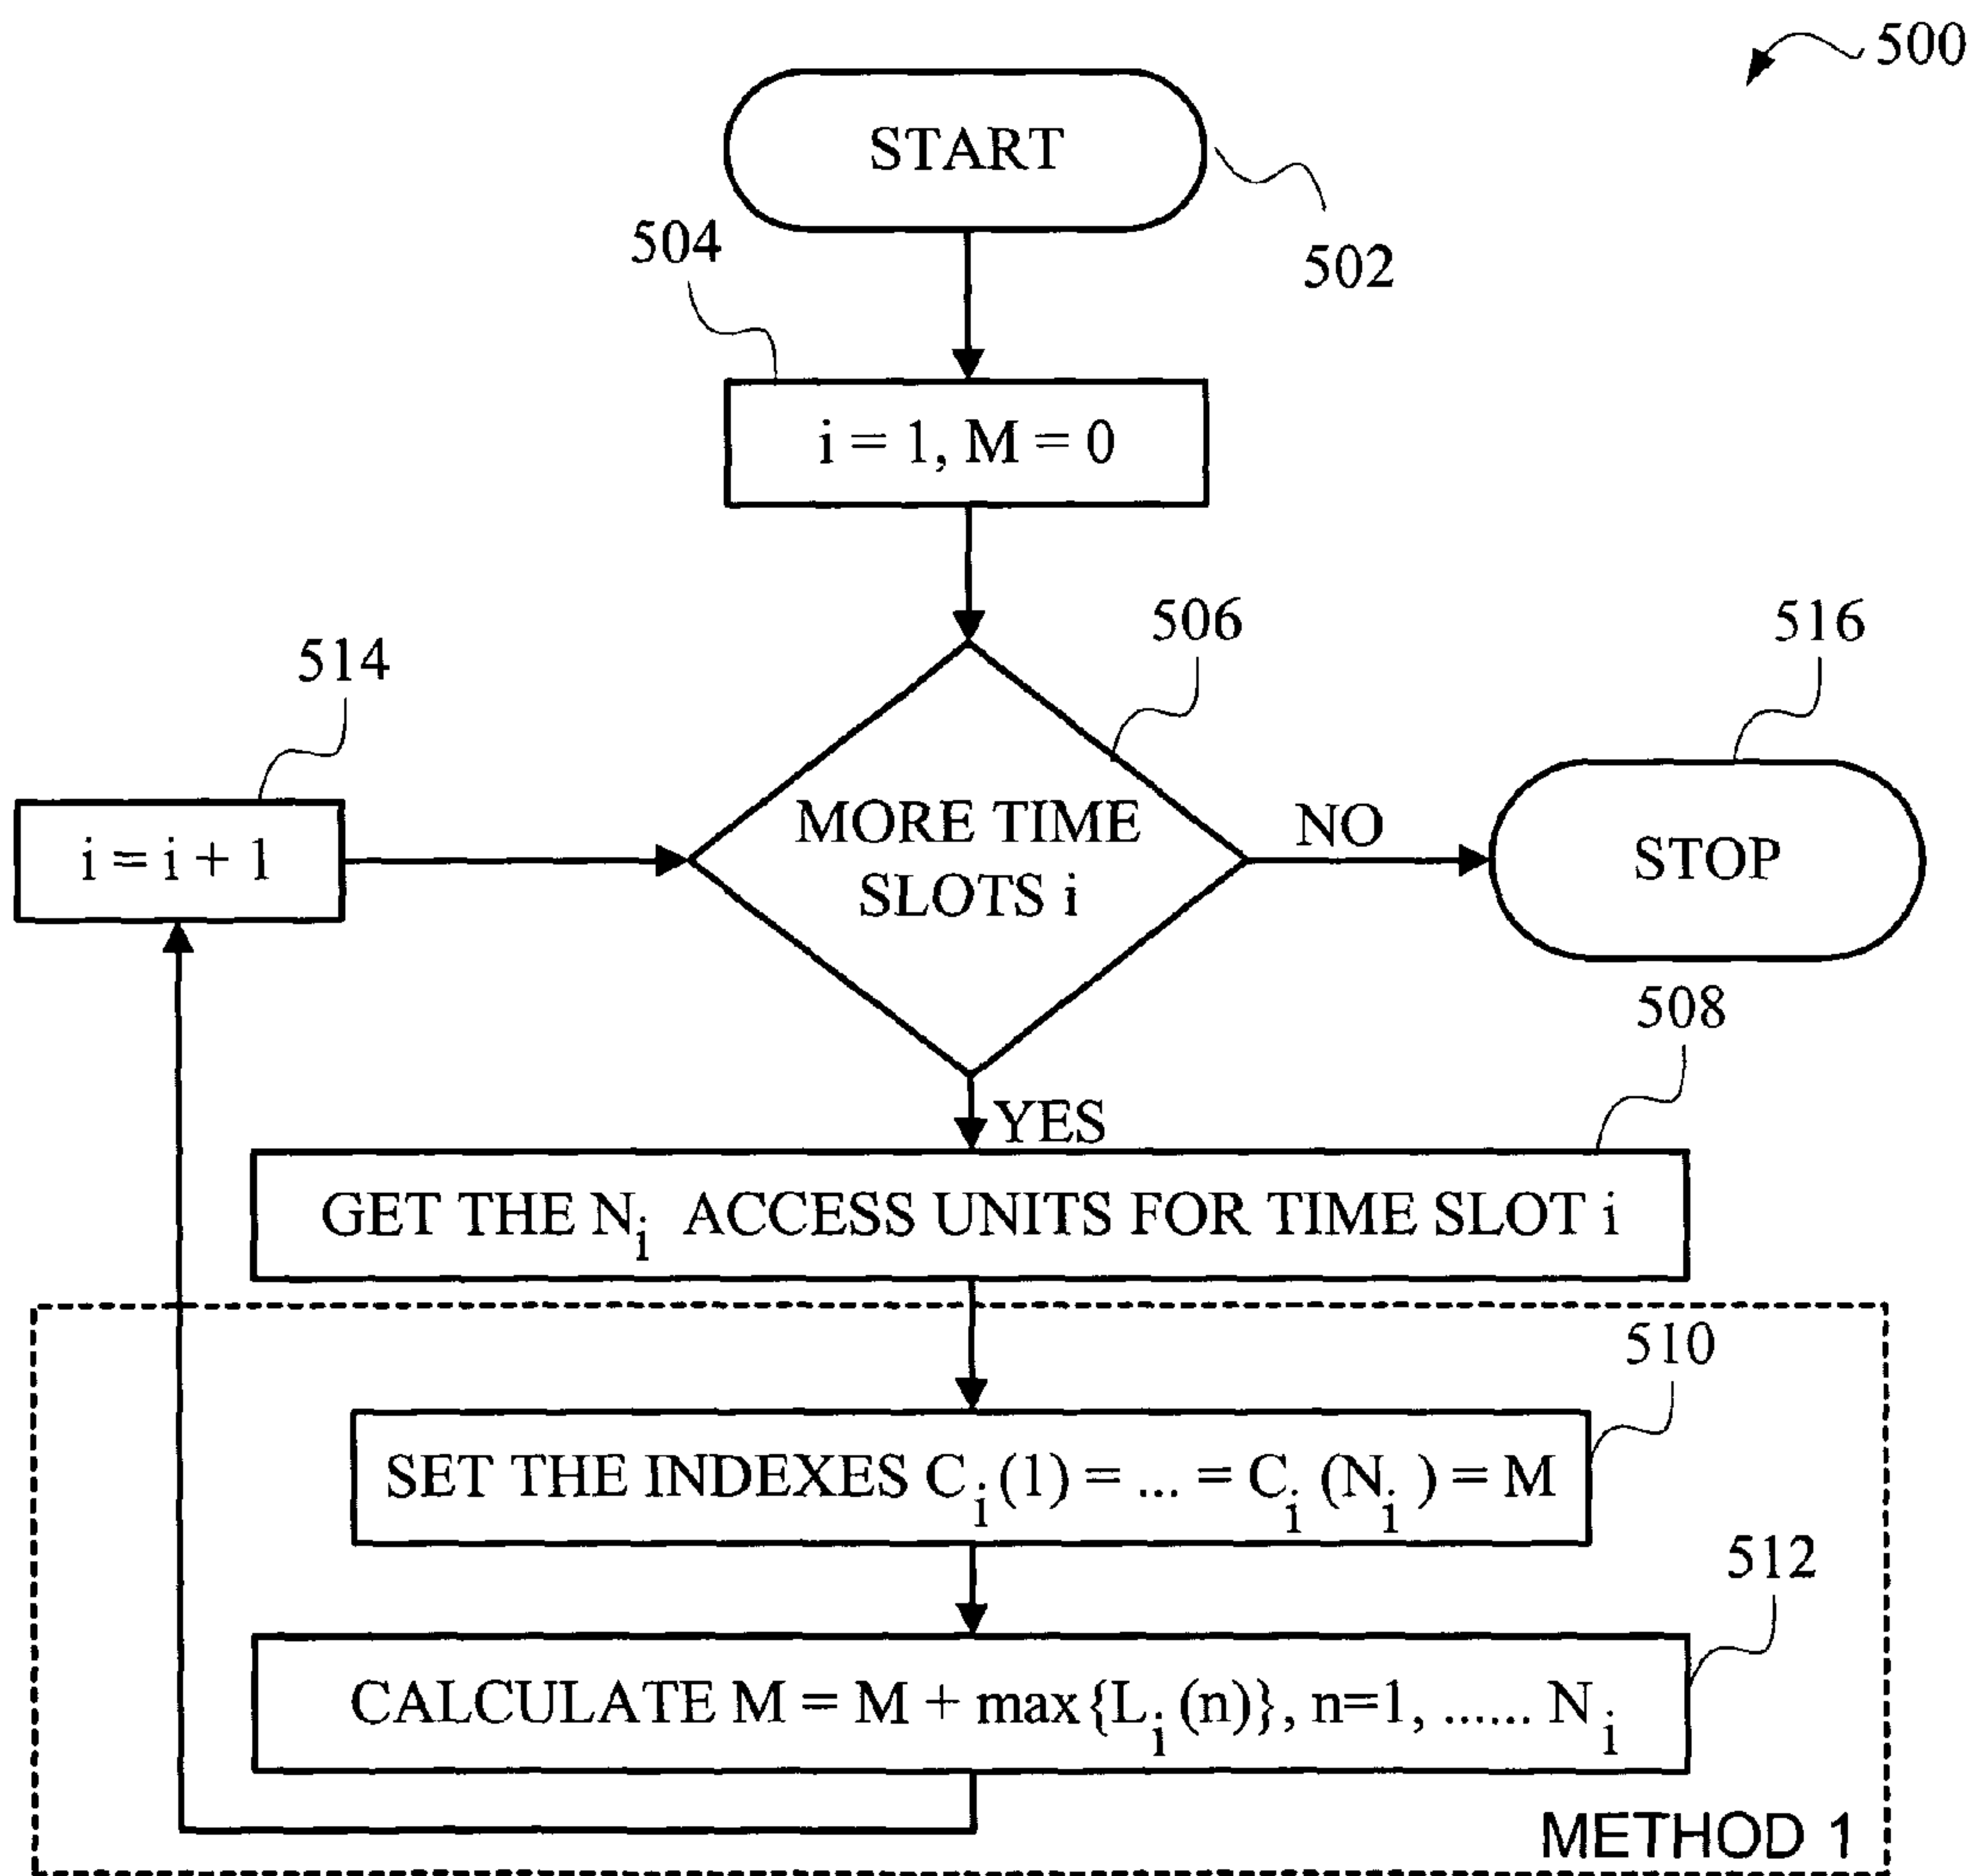 500
START
502
504
i = 1, M = 0
506
516
514
i = i + 1
MORE TIME
SLOTS i
NO
STOP
508
YES
GET THE N_i ACCESS UNITS FOR TIME SLOT i
510
SET THE INDEXES C_i (1) = ... = C_i (N_i ) = M
512
CALCULATE M = M + max{L_i (n)}, n=1, ...... N_i
METHOD 1